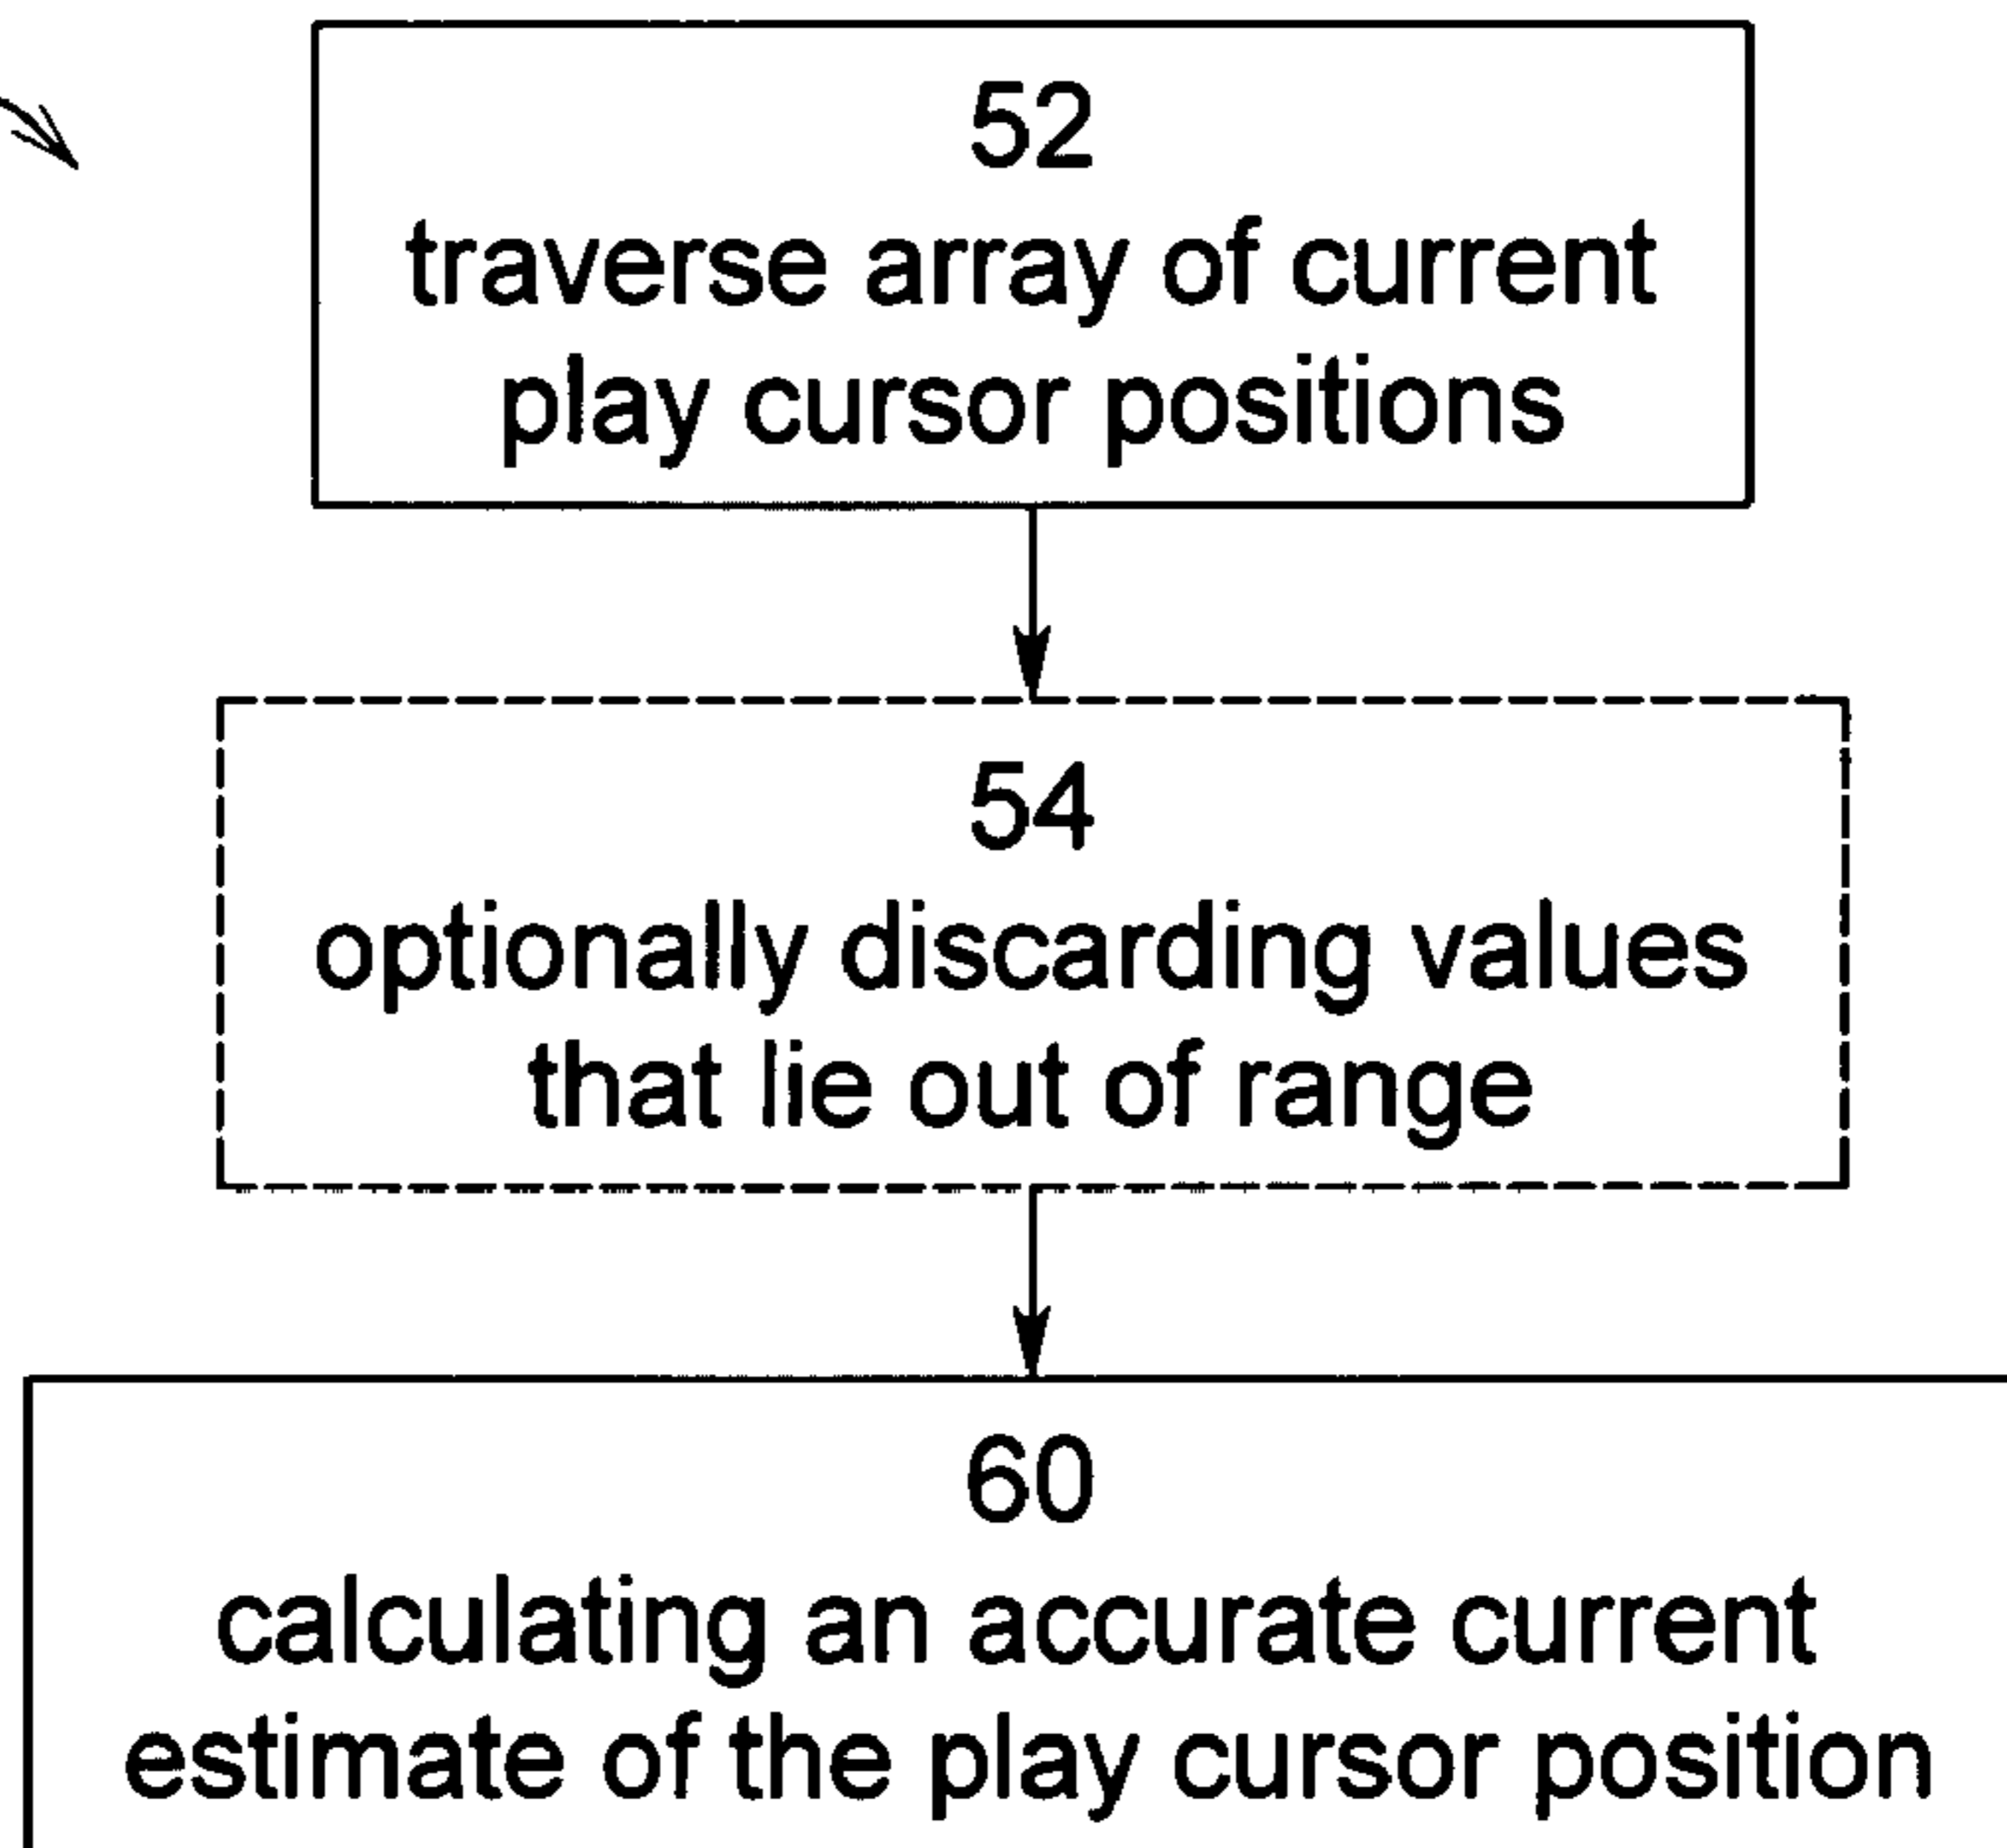 52
traverse array of current
play cursor positions
54
optionally discarding values
that lie out of range
60
calculating an accurate current
estimate of the play cursor position